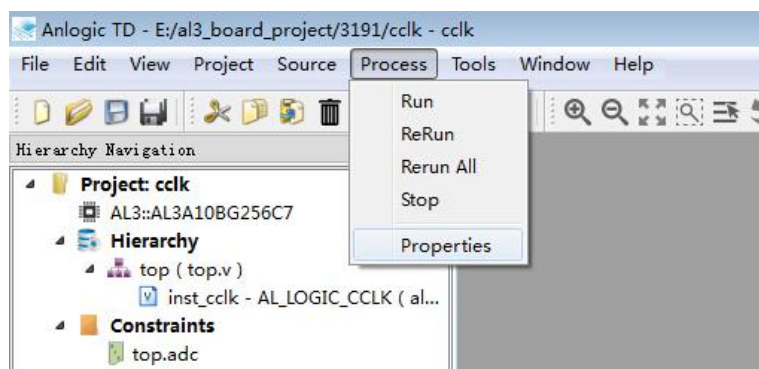 Anlogic TD - E:/al3_board_project/3191/cclk - cclk
File Edit View Project Source Process Tools Window Help
Run
ReRun
Rerun All
Stop
Properties
Hierarchy Navigation
Project: cclk
AL3::AL3A10BG256C7
Hierarchy
top ( top.v )
inst_cclk - AL_LOGIC_CCLK ( al...
Constraints
top.adc